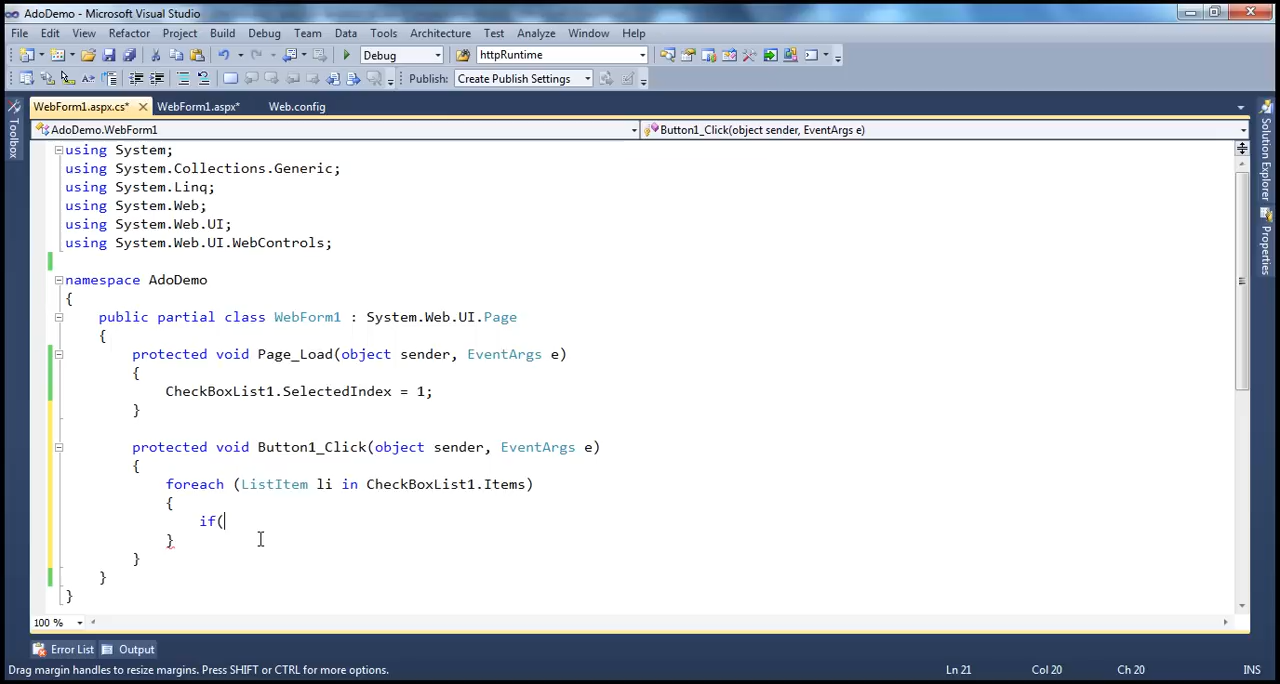 AdoDemo - Microsoft Visual Studio
File Edit View Refactor Project Build Debug Team Data Tools Architecture Test Analyze Window Help
Debug httpRuntime
Publish: Create Publish Settings
WebForm1.aspx.cs* WebForm1.aspx* Web.config
AdoDemo.WebForm1 Button1_Click(object sender, EventArgs e)
Toolbox
Solution Explorer
Properties
using System;
using System.Collections.Generic;
using System.Linq;
using System.Web;
using System.Web.UI;
using System.Web.UI.WebControls;
namespace AdoDemo
{
public partial class WebForm1 : System.Web.UI.Page
{
protected void Page_Load(object sender, EventArgs e)
{
CheckBoxList1.SelectedIndex = 1;
}
protected void Button1_Click(object sender, EventArgs e)
{
foreach (ListItem li in CheckBoxList1.Items)
{
if(
}
}
}
}
100 %
Error List Output
Drag margin handles to resize margins. Press SHIFT or CTRL for more options. Ln 21 Col 20 Ch 20 INS